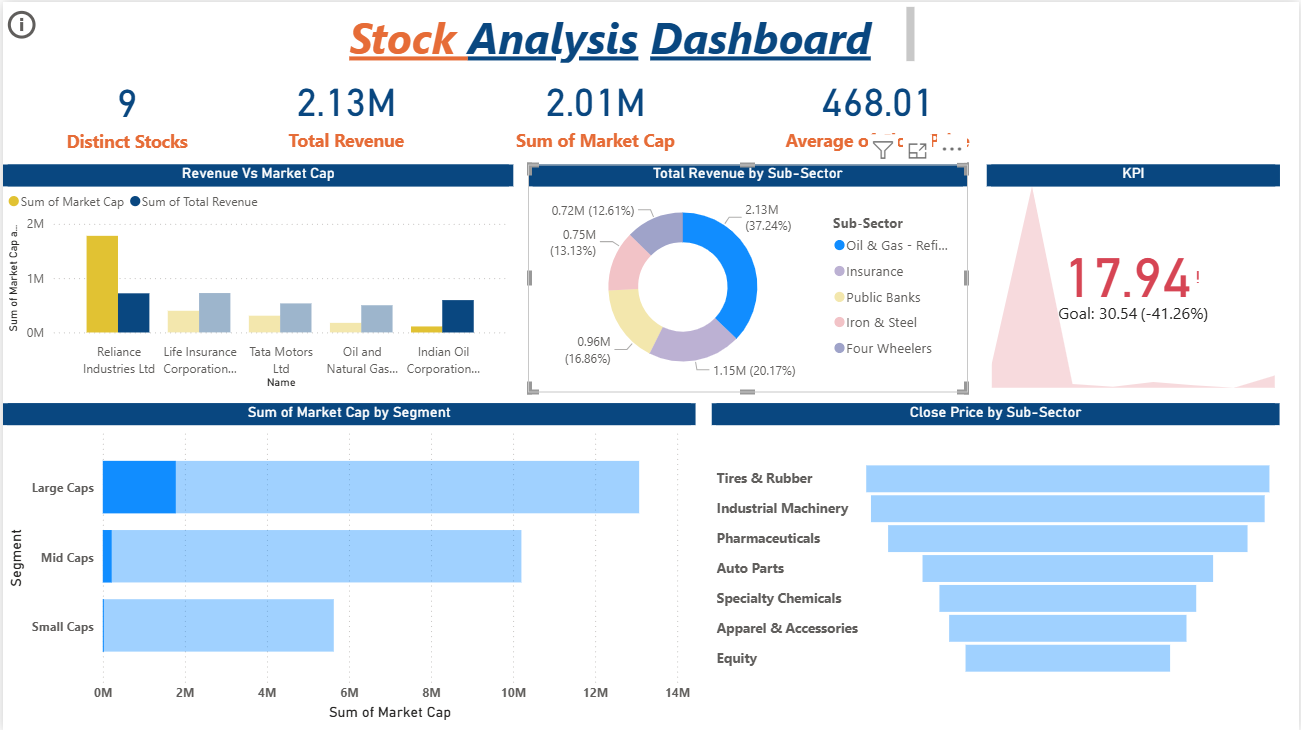 Stock Analysis Dashboard
9
Distinct Stocks
2.13M
Total Revenue
2.01M
Sum of Market Cap
468.01
Average o
Revenue Vs Market Cap
Sum of Market Cap Sum of Total Revenue
Sum of Market Cap a...
2M
1M
0M
Reliance
Industries Ltd
Life Insurance
Corporation...
Tata Motors
Ltd
Oil and
Natural Gas...
Indian Oil
Corporation...
Name
Total Revenue by Sub-Sector
0.72M (12.61%)
2.13M
(37.24%)
0.75M
(13.13%)
0.96M
(16.86%)
1.15M (20.17%)
Sub-Sector
Oil & Gas - Refi...
Insurance
Public Banks
Iron & Steel
Four Wheelers
KPI
17.94!
Goal: 30.54 (-41.26%)
Sum of Market Cap by Segment
Segment
Large Caps
Mid Caps
Small Caps
0M 2M 4M 6M 8M 10M 12M 14M
Sum of Market Cap
Close Price by Sub-Sector
Tires & Rubber
Industrial Machinery
Pharmaceuticals
Auto Parts
Specialty Chemicals
Apparel & Accessories
Equity